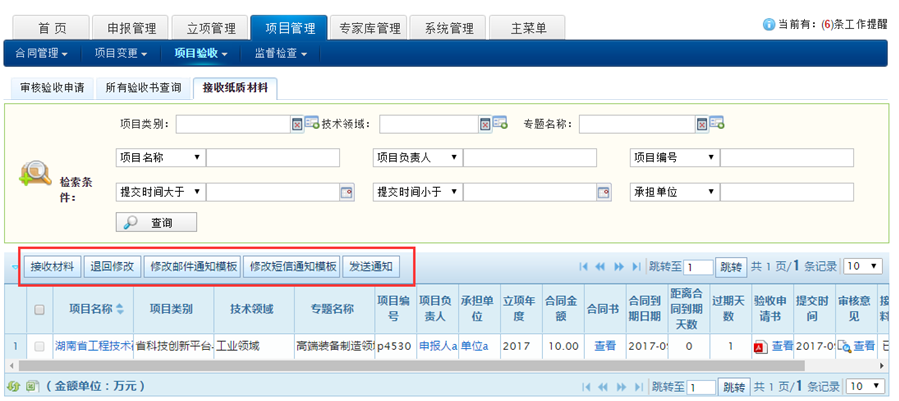 首 页 申报管理 立项管理 项目管理 专家库管理 系统管理 主菜单 当前有：(6)条工作提醒
合同管理 项目变更 项目验收 监督检查
审核验收申请 所有验收书查询 接收纸质材料
项目类别： 技术领域： 专题名称：
项目名称 项目负责人 项目编号
检索条件：
提交时间大于 提交时间小于 承担单位
查询
接收材料 退回修改 修改邮件通知模板 修改短信通知模板 发送通知 跳转至 1 跳转 共 1 页/1 条记录 10
项目名称 项目类别 技术领域 专题名称 项目编号 项目负责人 承担单位 立项年度 合同金额 合同书 合同到期日期 距离合同到期天数 过期天数 验收申请书 提交时间 审核意见
1 湖南省工程技术 省科技创新平台. 工业领域 高端装备制造领 p4530 申报人a 单位a 2017 10.00 查看 2017-0 0 1 查看 2017-0 查看
（金额单位：万元） 跳转至 1 跳转 共 1 页/1 条记录 10